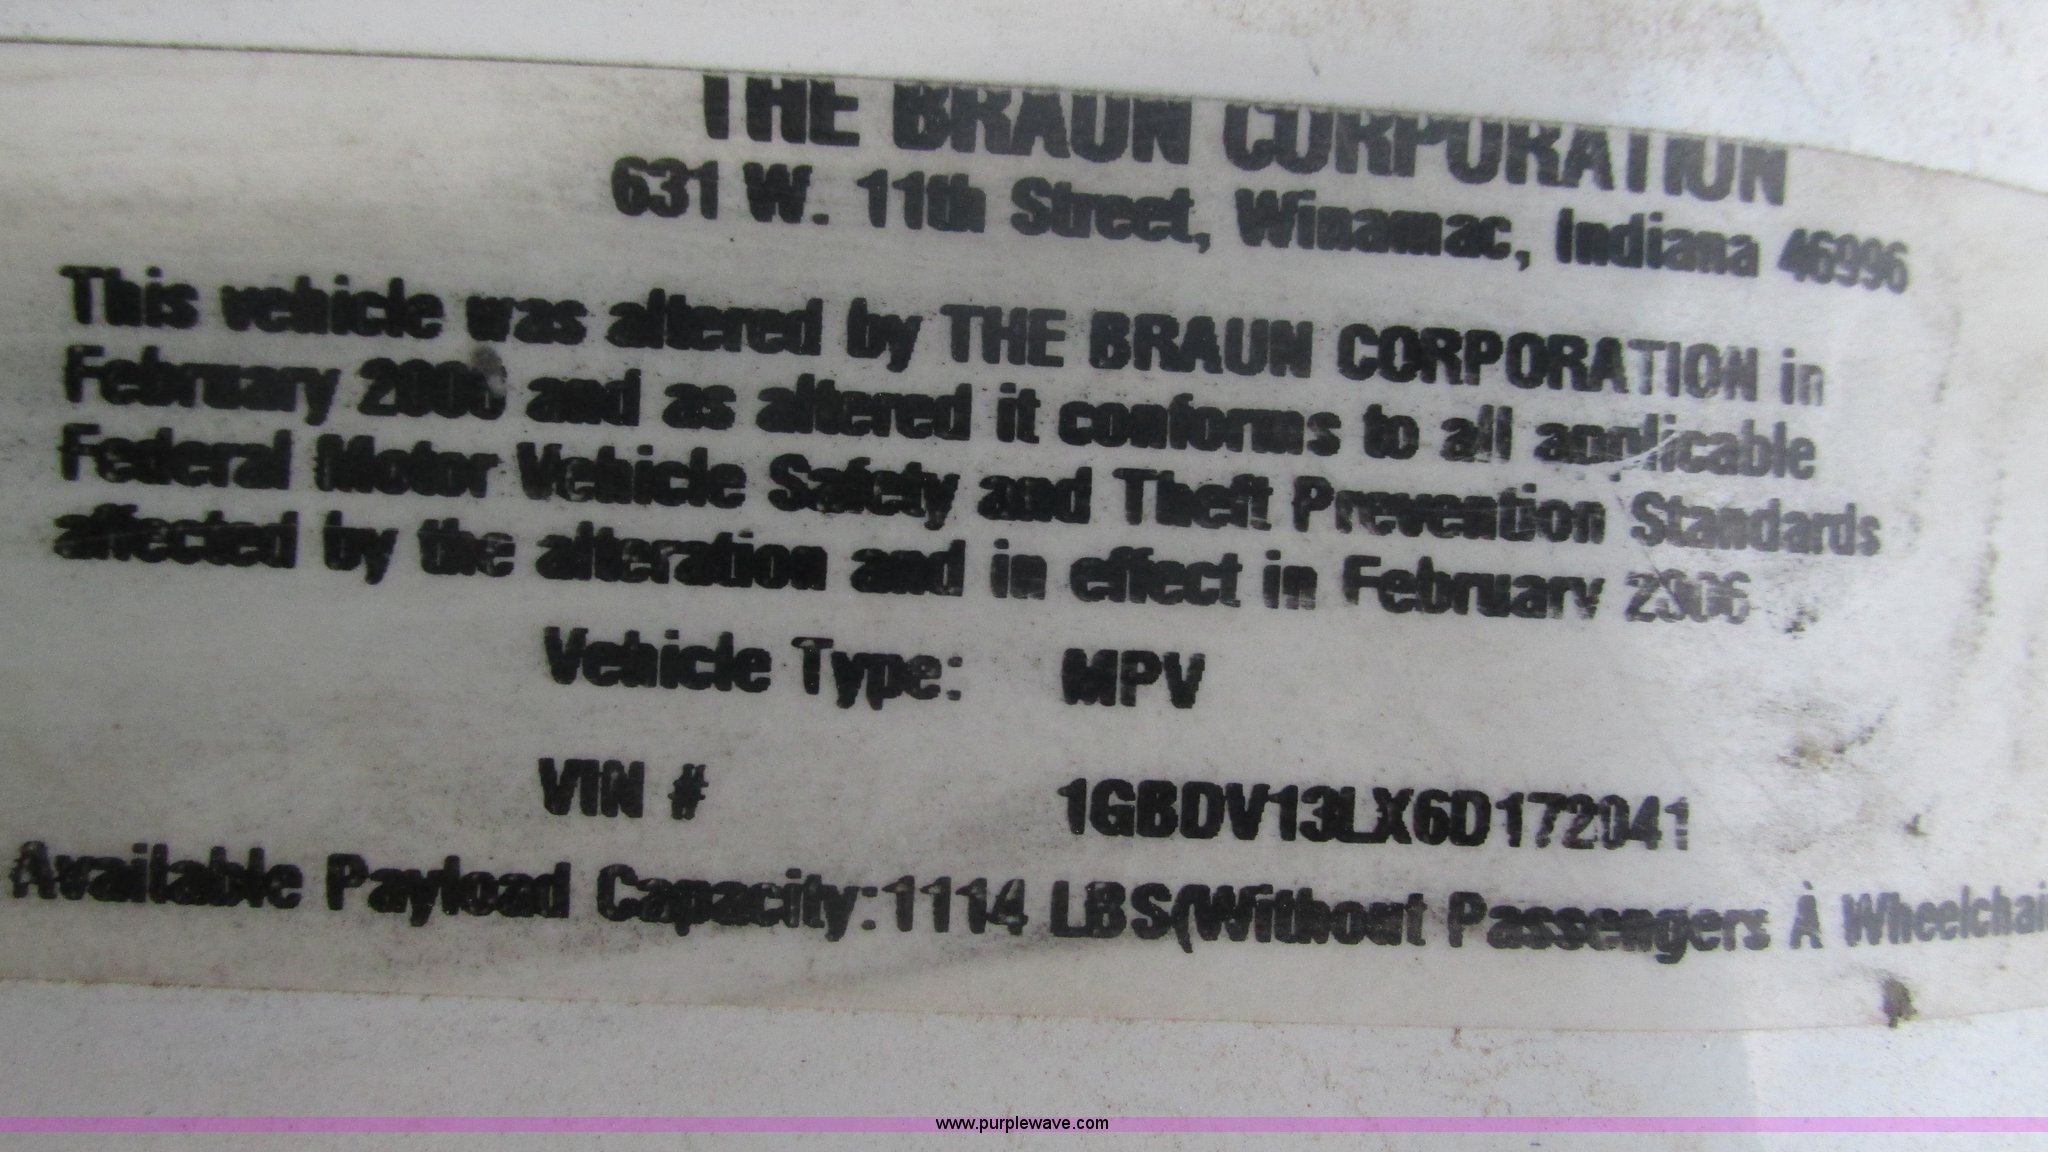 THE BRAUN CORPORATION
631 W. 11th Street, Winamac, Indiana 46996
This vehicle was altered by THE BRAUN CORPORATION in
February 2006 and as altered it conforms to all applicable
Federal Motor Vehicle Safety and Theft Prevention Standards
affected by the alteration and in effect in February 2006
Vehicle Type: MPV
VIN # 1GBDV13LX6D172041
Available Payload Capacity:1114 LBS(Without Passengers À Wheelchai
www.purplewave.com